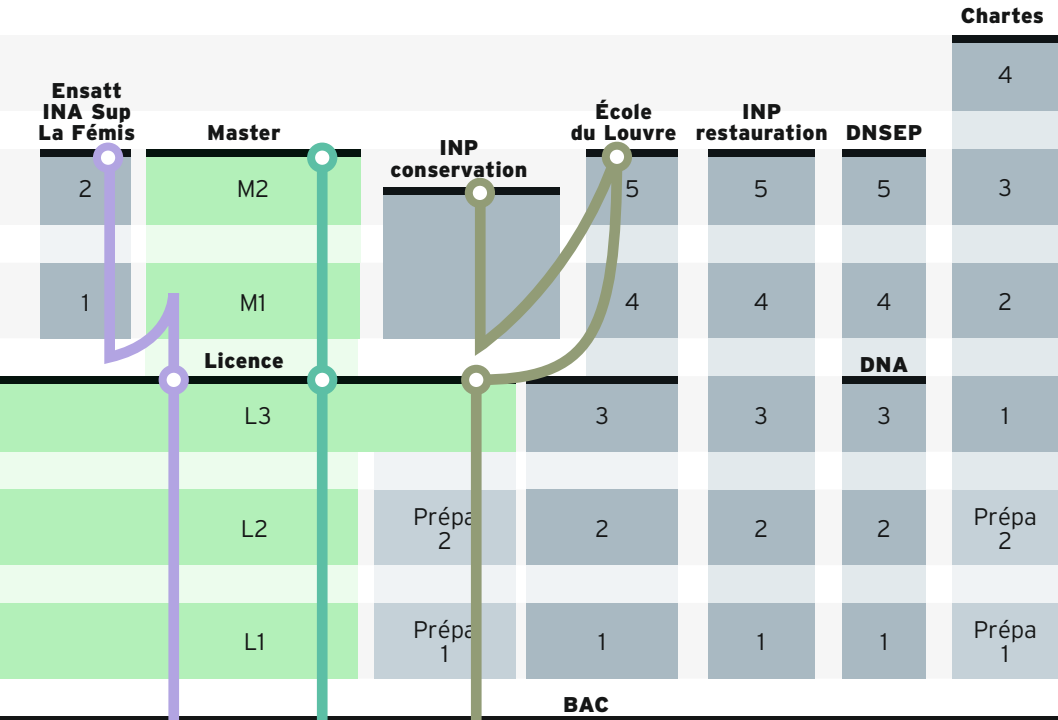 Chartes
4
Ensatt
INA Sup
La Fémis
Master
INP
conservation
École
du Louvre
INP
restauration
DNSEP
2
M2
5
5
5
3
1
M1
4
4
4
2
Licence
DNA
L3
3
3
3
1
L2
Prépa
2
2
2
2
Prépa
2
L1
Prépa
1
1
1
1
Prépa
1
BAC